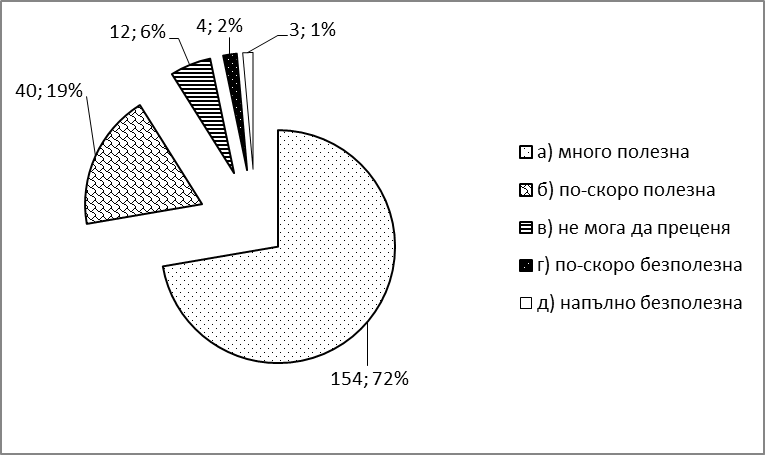 12; 6%
4; 2%
3; 1%
40; 19%
154; 72%
а) много полезна
б) по-скоро полезна
в) не мога да преценя
г) по-скоро безполезна
д) напълно безполезна